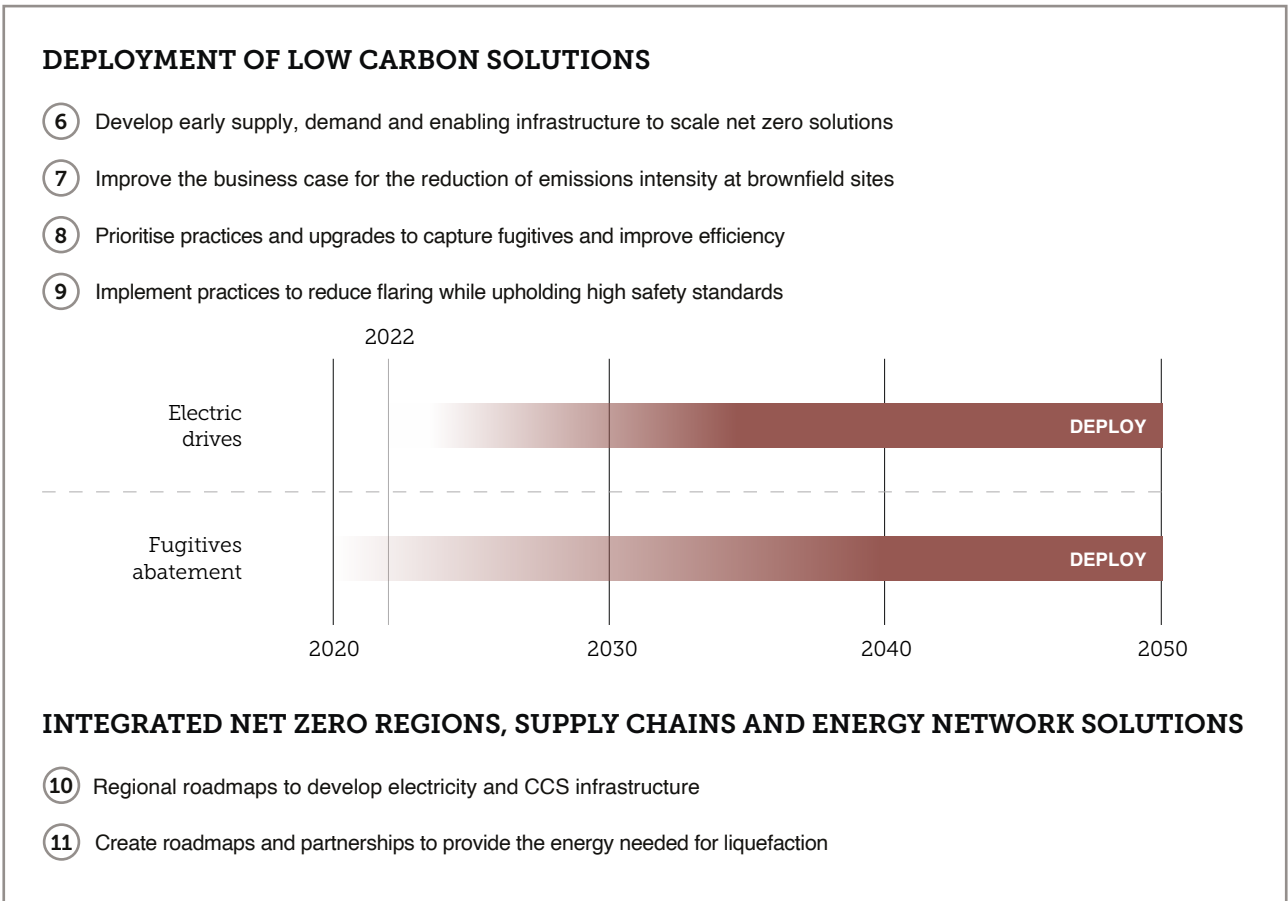 DEPLOYMENT OF LOW CARBON SOLUTIONS
6 Develop early supply, demand and enabling infrastructure to scale net zero solutions
7 Improve the business case for the reduction of emissions intensity at brownfield sites
8 Prioritise practices and upgrades to capture fugitives and improve efficiency
9 Implement practices to reduce flaring while upholding high safety standards
2022
Electric
drives
DEPLOY
Fugitives
abatement
DEPLOY
2020 2030 2040 2050
INTEGRATED NET ZERO REGIONS, SUPPLY CHAINS AND ENERGY NETWORK SOLUTIONS
10 Regional roadmaps to develop electricity and CCS infrastructure
11 Create roadmaps and partnerships to provide the energy needed for liquefaction